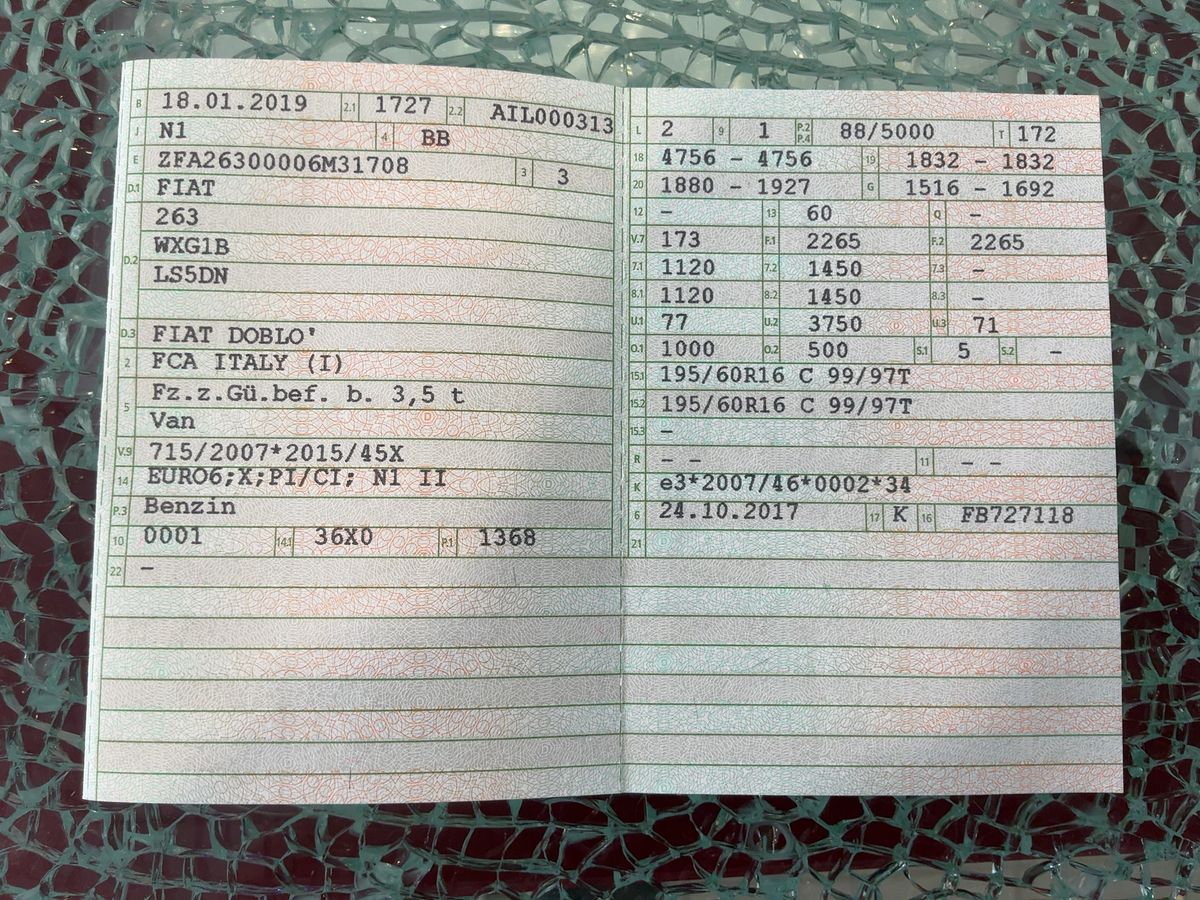 B 18.01.2019 2.1 1727 2.2 AIL000313
J N1 4 BB
E ZFA26300006M31708 3 3
D.1 FIAT
D.2 263
WXG1B
LS5DN
D.3 FIAT DOBLO'
2 FCA ITALY (I)
5 Fz.z.Gü.bef. b. 3,5 t
Van
V.9 715/2007*2015/45X
14 EURO6;X;PI/CI; N1 II
P.3 Benzin
10 0001 14.1 36X0 P.1 1368
22 –
L 2 9 1 P.2 P.4 88/5000 T 172
18 4756 – 4756 19 1832 – 1832
20 1880 – 1927 G 1516 – 1692
12 – 13 60 Q –
V.7 173 F.1 2265 F.2 2265
7.1 1120 7.2 1450 7.3 –
8.1 1120 8.2 1450 8.3 –
U.1 77 U.2 3750 U.3 71
O.1 1000 O.2 500 S.1 5 S.2 –
15.1 195/60R16 C 99/97T
15.2 195/60R16 C 99/97T
15.3 –
R – – 11 – –
K e3*2007/46*0002*34
6 24.10.2017 17 K 16 FB727118
21